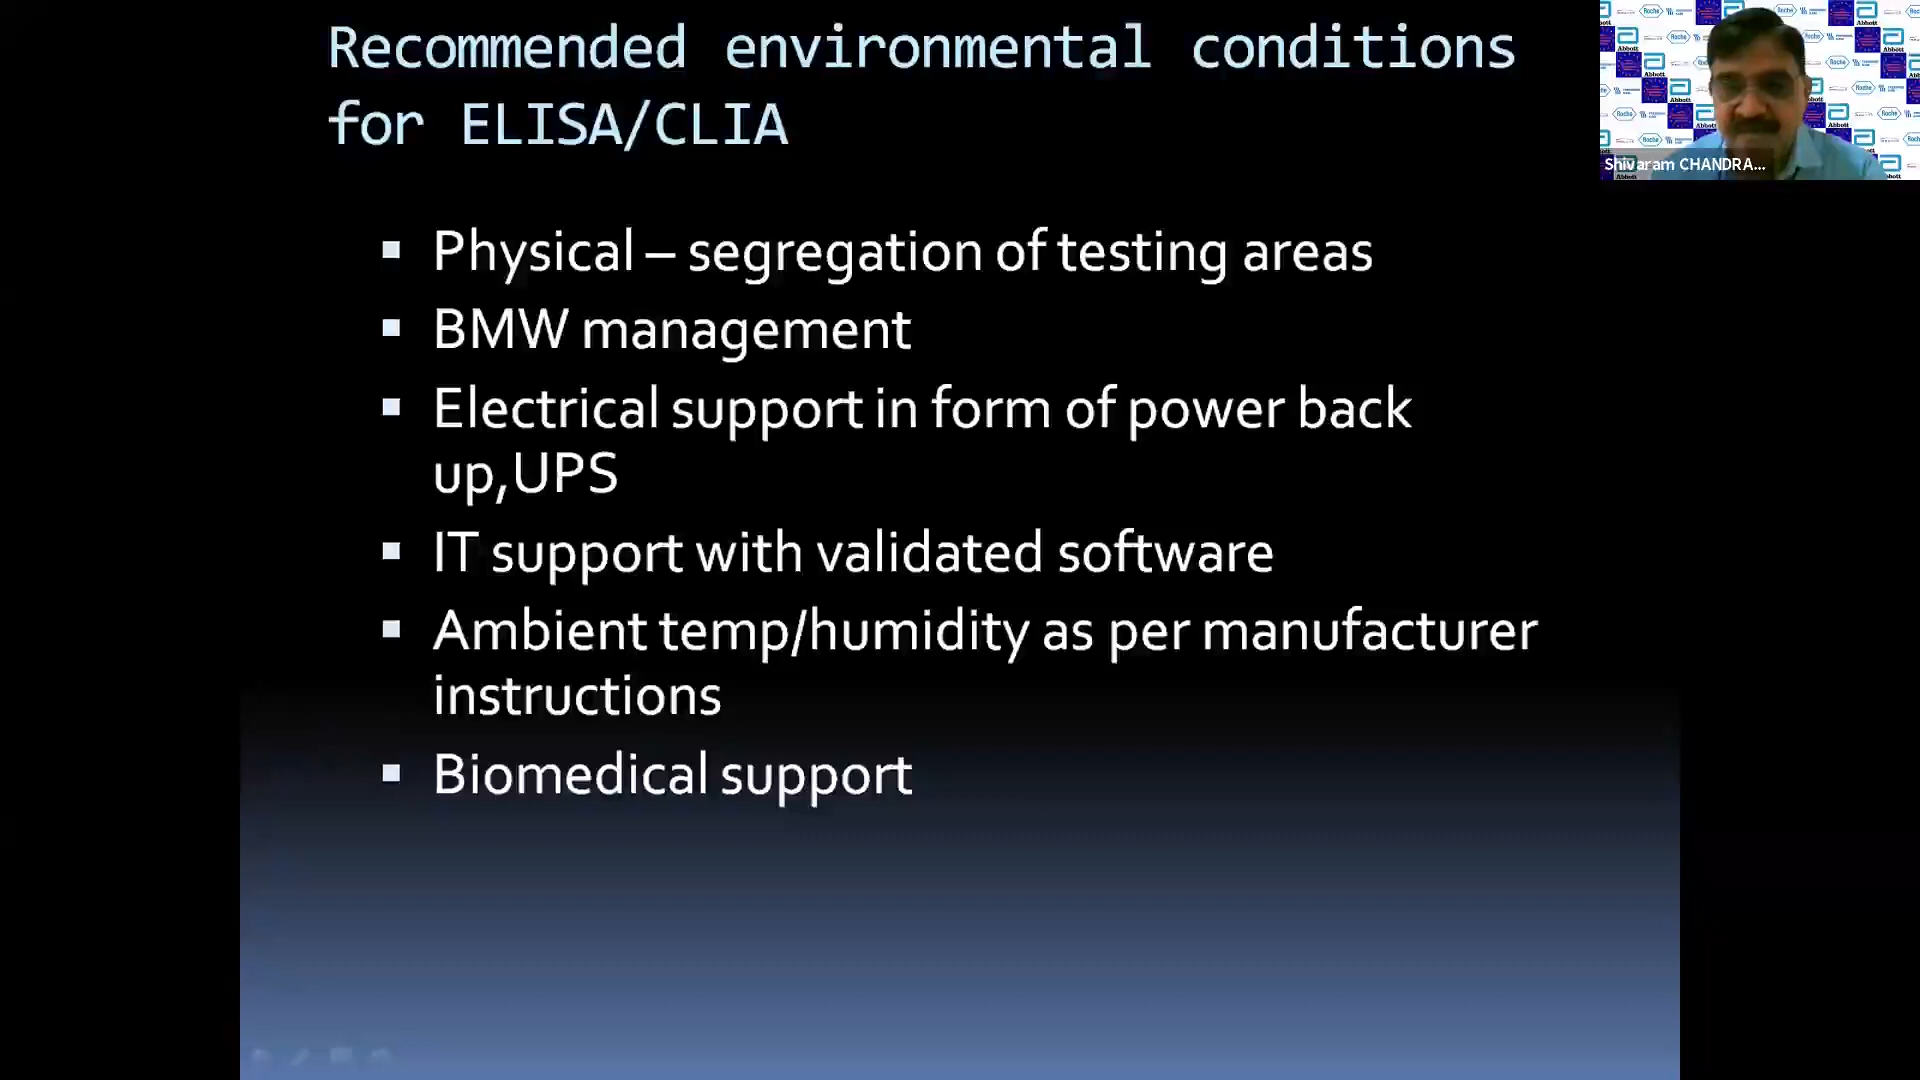 Recommended environmental conditions
for ELISA/CLIA
Physical – segregation of testing areas
BMW management
Electrical support in form of power back
up,UPS
IT support with validated software
Ambient temp/humidity as per manufacturer
instructions
Biomedical support
Shivaram CHANDRA...
Roche
Abbott